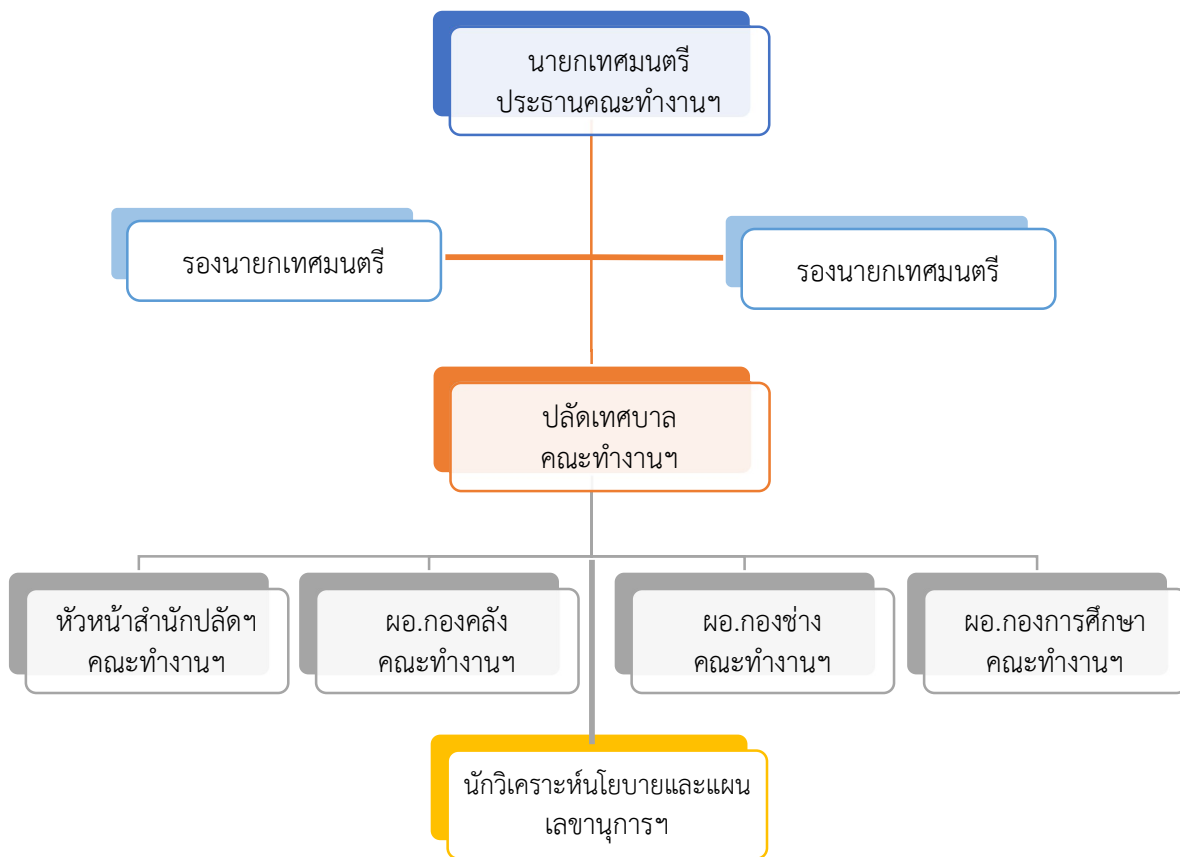 นายกเทศมนตรี
ประธานคณะทำงานฯ
รองนายกเทศมนตรี
รองนายกเทศมนตรี
ปลัดเทศบาล
คณะทำงานฯ
หัวหน้าสำนักปลัดฯ
คณะทำงานฯ
ผอ.กองคลัง
คณะทำงานฯ
ผอ.กองช่าง
คณะทำงานฯ
ผอ.กองการศึกษา
คณะทำงานฯ
นักวิเคราะห์นโยบายและแผน
เลขานุการฯ